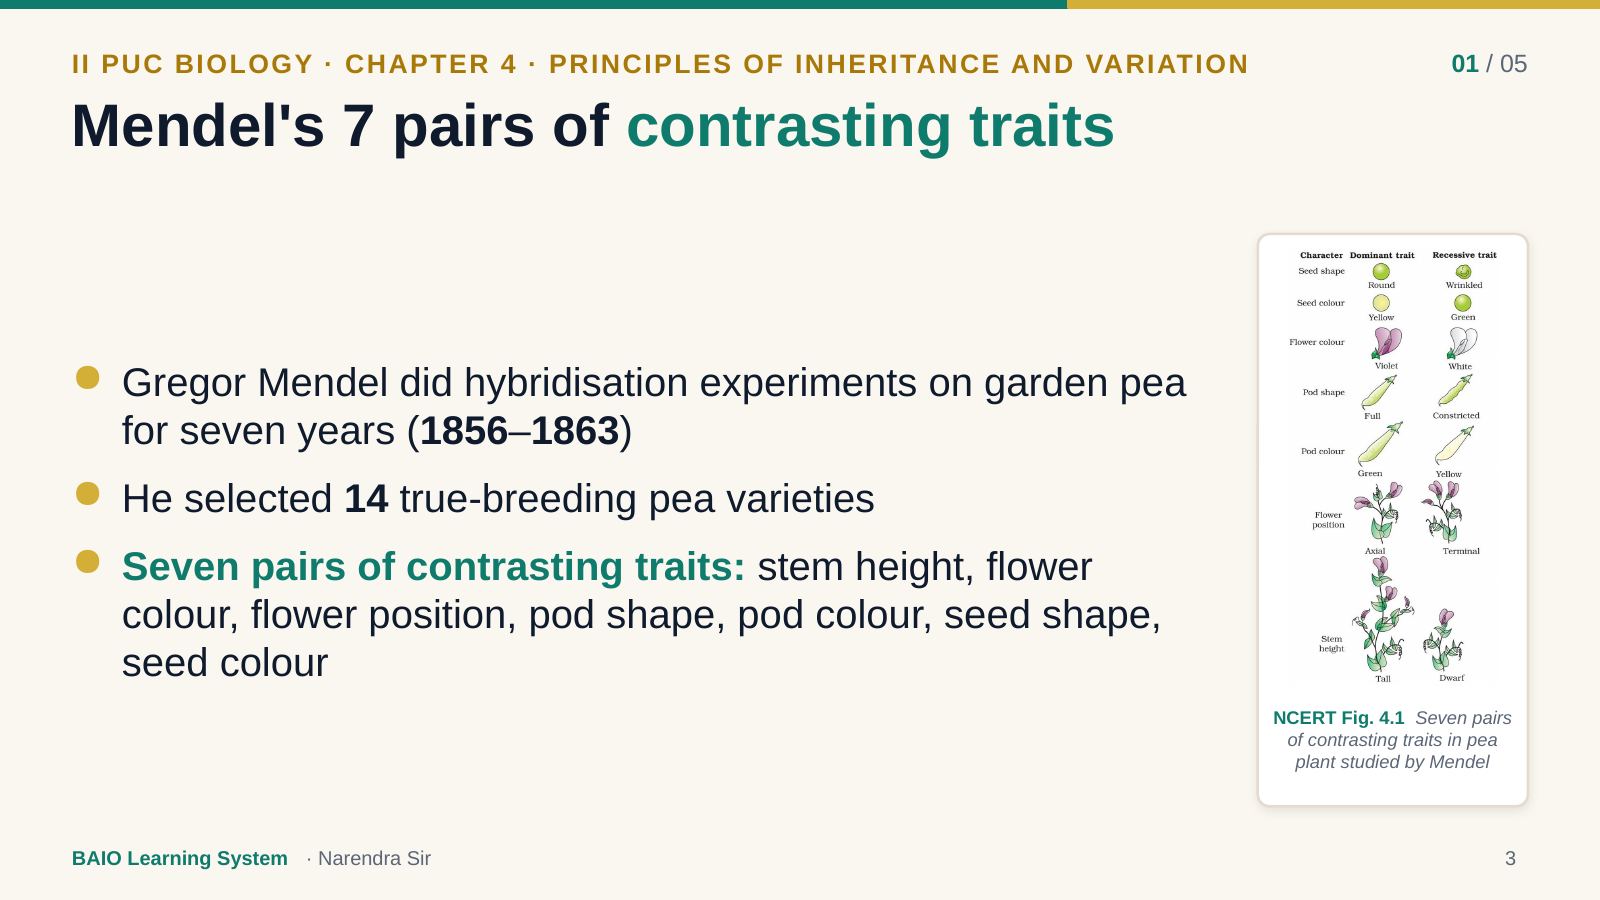 II PUC BIOLOGY · CHAPTER 4 · PRINCIPLES OF INHERITANCE AND VARIATION
01 / 05
Mendel's 7 pairs of contrasting traits
Gregor Mendel did hybridisation experiments on garden pea
for seven years (1856–1863)
He selected 14 true-breeding pea varieties
Seven pairs of contrasting traits: stem height, flower
colour, flower position, pod shape, pod colour, seed shape,
seed colour
Character Dominant trait Recessive trait
Seed shape
Round Wrinkled
Seed colour
Yellow Green
Flower colour
Violet White
Pod shape
Full Constricted
Pod colour
Green Yellow
Flower
position
Axial Terminal
Stem
height
Tall Dwarf
NCERT Fig. 4.1 Seven pairs
of contrasting traits in pea
plant studied by Mendel
BAIO Learning System · Narendra Sir
3